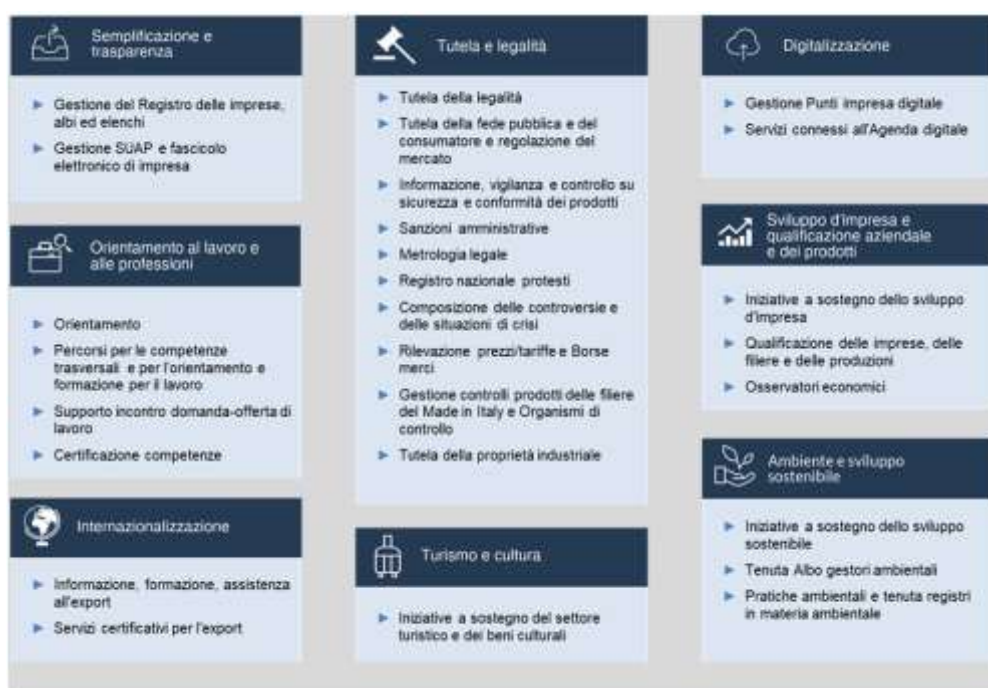 Semplificazione e
trasparenza
Gestione del Registro delle imprese,
albi ed elenchi
Gestione SUAP e fascicolo
elettronico di impresa
Orientamento al lavoro e
alle professioni
Orientamento
Percorsi per le competenze
trasversali e per l'orientamento e
formazione per il lavoro
Supporto incontro domanda-offerta di
lavoro
Certificazione competenze
Internazionalizzazione
Informazione, formazione, assistenza
all'export
Servizi certificativi per l'export
Tutela e legalità
Tutela della legalità
Tutela della fede pubblica e del
consumatore e regolazione del
mercato
Informazione, vigilanza e controllo su
sicurezza e conformità dei prodotti
Sanzioni amministrative
Metrologia legale
Registro nazionale protesti
Composizione delle controversie e
delle situazioni di crisi
Rilevazione prezzi/tariffe e Borse
merci
Gestione controlli prodotti delle filiere
del Made in Italy e Organismi di
controllo
Tutela della proprietà industriale
Turismo e cultura
Iniziative a sostegno del settore
turistico e dei beni culturali
Digitalizzazione
Gestione Punti impresa digitale
Servizi connessi all'Agenda digitale
Sviluppo d'impresa e
qualificazione aziendale
e dei prodotti
Iniziative a sostegno dello sviluppo
d'impresa
Qualificazione delle imprese, delle
filiere e delle produzioni
Osservatori economici
Ambiente e sviluppo
sostenibile
Iniziative a sostegno dello sviluppo
sostenibile
Tenuta Albo gestori ambientali
Pratiche ambientali e tenuta registri
in materia ambientale